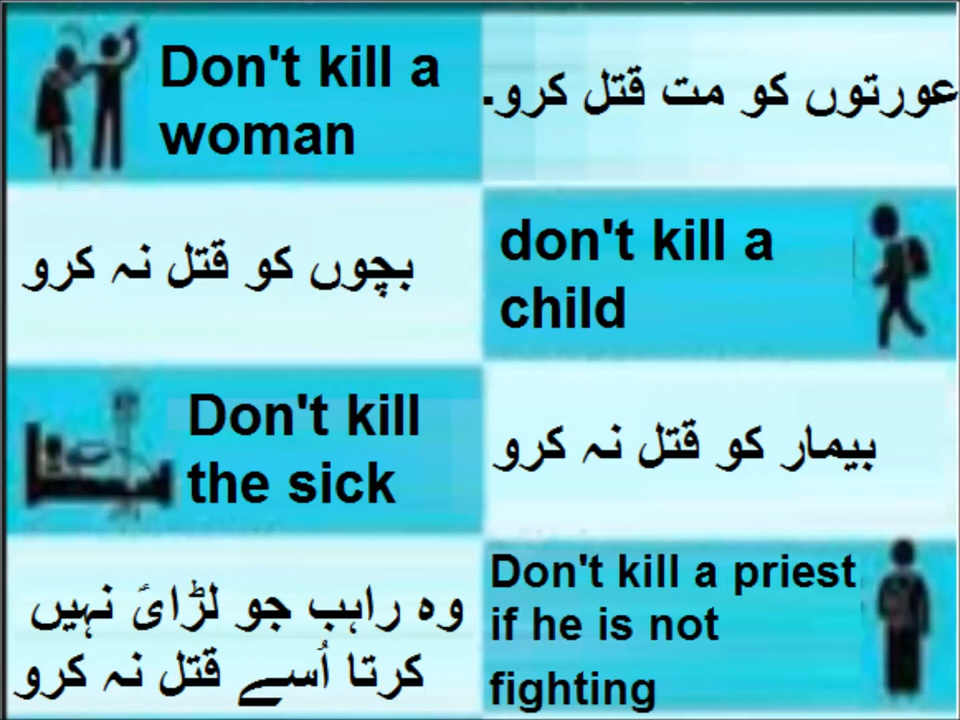 Don't kill a
woman
عورتوں کو مت قتل کرو.
بچوں کو قتل نہ کرو
don't kill a
child
Don't kill
the sick
بیمار کو قتل نہ کرو
وہ راہب جو لڑائ نہیں
کرتا اُسے قتل نہ کرو
Don't kill a priest
if he is not
fighting